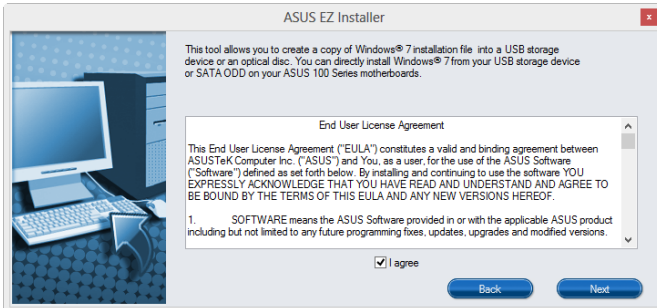 ASUS EZ Installer
x
This tool allows you to create a copy of Windows® 7 installation file into a USB storage
device or an optical disc. You can directly install Windows® 7 from your USB storage device
or SATA ODD on your ASUS 100 Series motherboards.
End User License Agreement
This End User License Agreement ("EULA") constitutes a valid and binding agreement between
ASUSTeK Computer Inc. ("ASUS") and You, as a user, for the use of the ASUS Software
("Software") defined as set forth below. By installing and continuing to use the software YOU
EXPRESSLY ACKNOWLEDGE THAT YOU HAVE READ AND UNDERSTAND AND AGREE TO
BE BOUND BY THE TERMS OF THIS EULA AND ANY NEW VERSIONS HEREOF.
1. SOFTWARE means the ASUS Software provided in or with the applicable ASUS product
including but not limited to any future programming fixes, updates, upgrades and modified versions.
I agree
Back Next